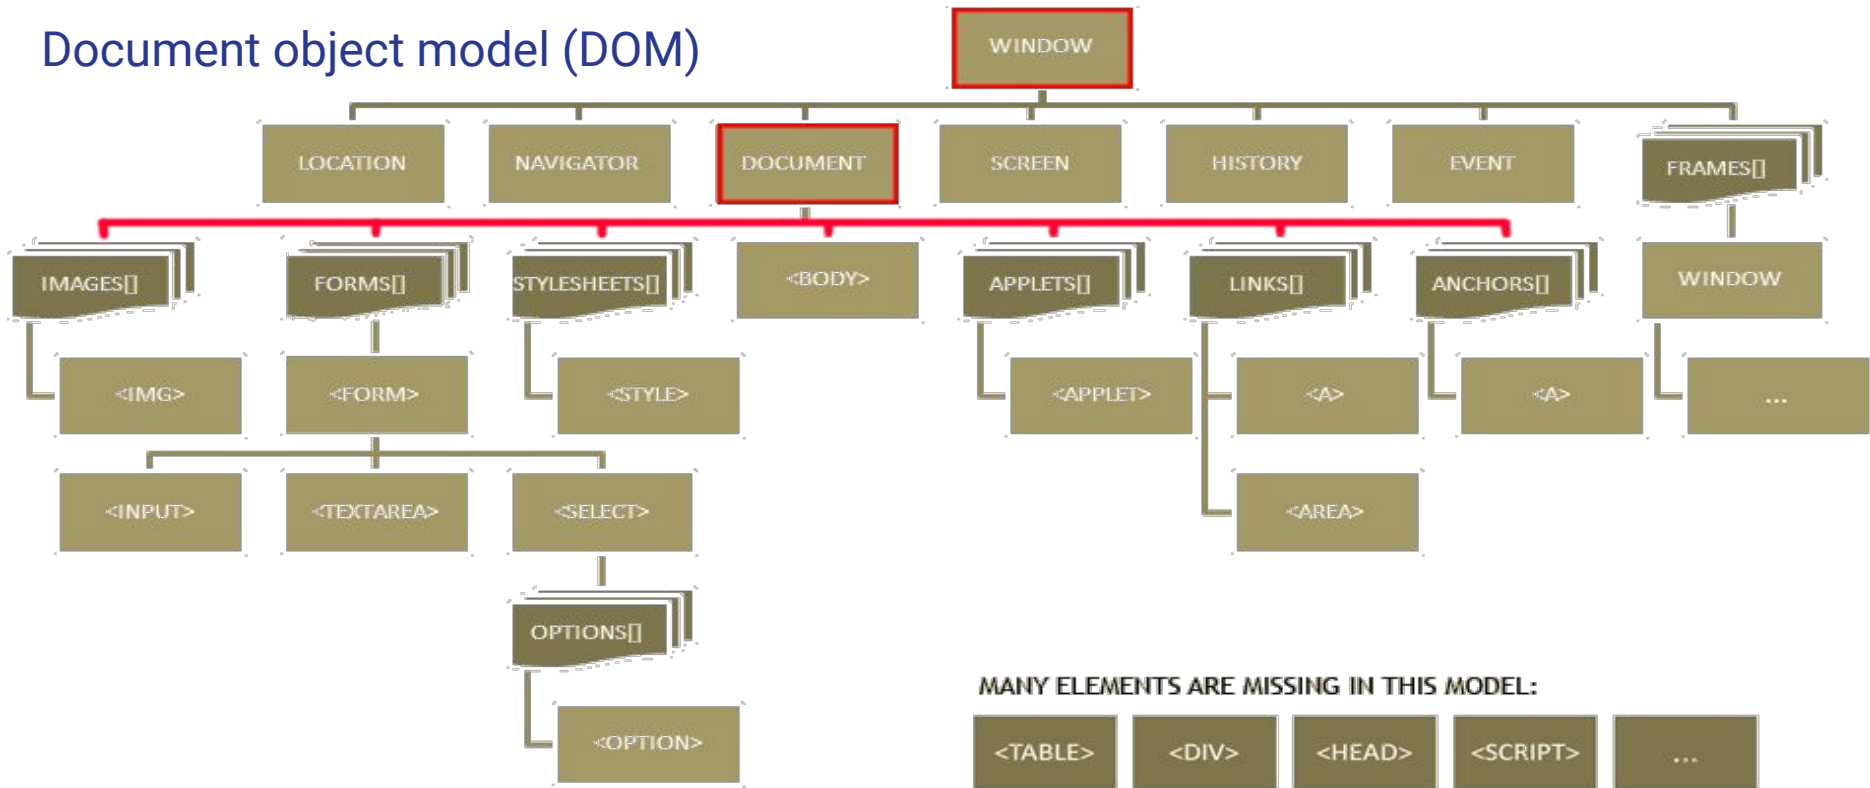 Document object model (DOM)
WINDOW
LOCATION
NAVIGATOR
DOCUMENT
SCREEN
HISTORY
EVENT
FRAMES[]
IMAGES[]
FORMS[]
STYLESHEETS[]
<BODY>
APPLETS[]
LINKS[]
ANCHORS[]
WINDOW
<IMG>
<FORM>
<STYLE>
<APPLET>
<A>
<A>
...
<INPUT>
<TEXTAREA>
<SELECT>
<AREA>
OPTIONS[]
<OPTION>
MANY ELEMENTS ARE MISSING IN THIS MODEL:
<TABLE>
<DIV>
<HEAD>
<SCRIPT>
...